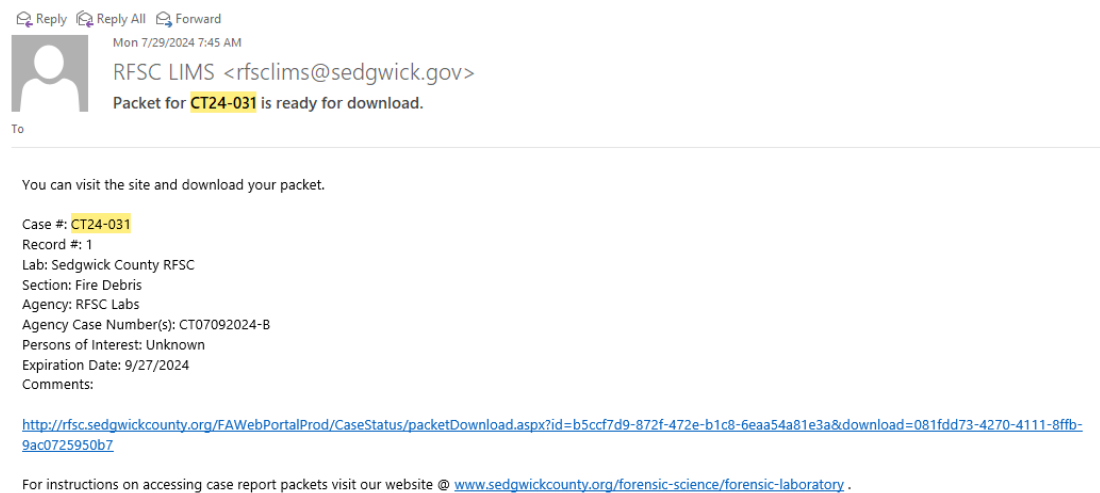 Reply Reply All Forward
Mon 7/29/2024 7:45 AM
RFSC LIMS <rfsclims@sedgwick.gov>
Packet for CT24-031 is ready for download.
To
You can visit the site and download your packet.
Case #: CT24-031
Record #: 1
Lab: Sedgwick County RFSC
Section: Fire Debris
Agency: RFSC Labs
Agency Case Number(s): CT07092024-B
Persons of Interest: Unknown
Expiration Date: 9/27/2024
Comments:
http://rfsc.sedgwickcounty.org/FAWebPortalProd/CaseStatus/packetDownload.aspx?id=b5ccf7d9-872f-472e-b1c8-6eaa54a81e3a&download=081fdd73-4270-4111-8ffb-
9ac0725950b7
For instructions on accessing case report packets visit our website @ www.sedgwickcounty.org/forensic-science/forensic-laboratory .